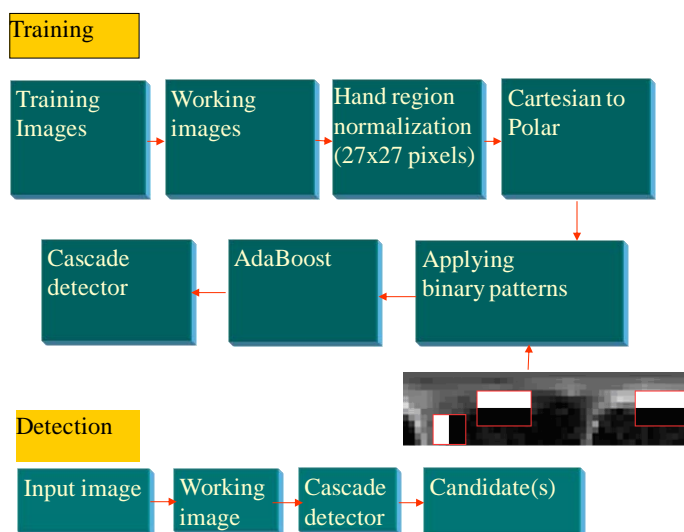 Training
Training
Images
Working
images
Hand region
normalization
(27x27 pixels)
Cartesian to
Polar
Cascade
detector
AdaBoost
Applying
binary patterns
Detection
Input image
Working
image
Cascade
detector
Candidate(s)